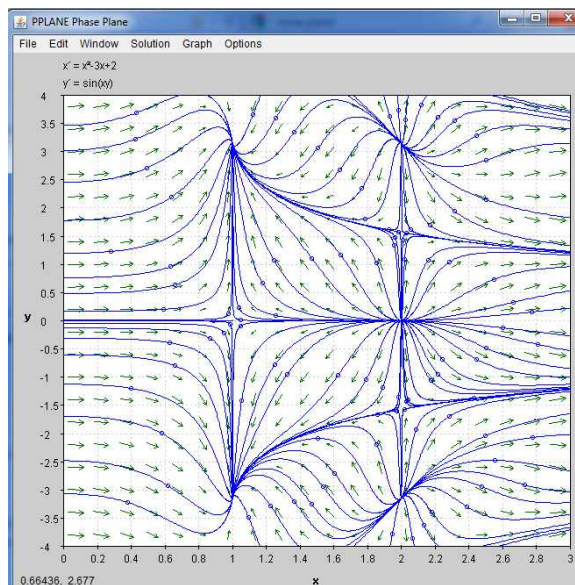 PPLANE Phase Plane
File Edit Window Solution Graph Options
x' = x²-3x+2
y' = sin(xy)
4
3.5
3
2.5
2
1.5
1
0.5
0
-0.5
-1
-1.5
-2
-2.5
-3
-3.5
-4
y
0 0.2 0.4 0.6 0.8 1 1.2 1.4 1.6 1.8 2 2.2 2.4 2.6 2.8 3
x
0.66436, 2.677